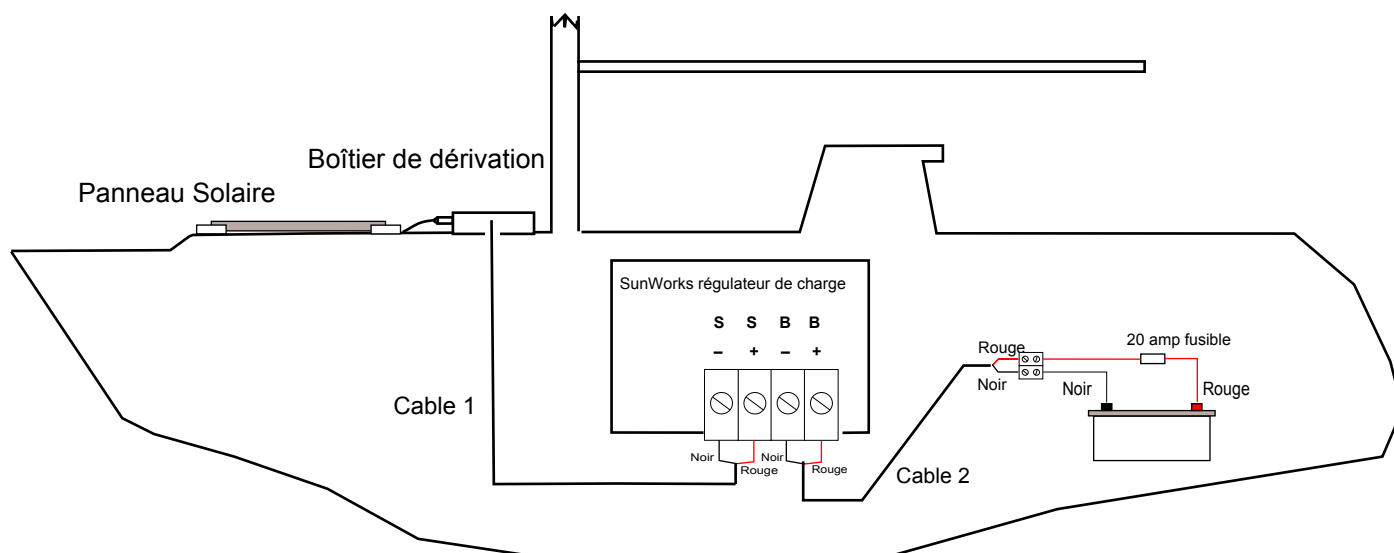 Boîtier de dérivation
Panneau Solaire
SunWorks régulateur de charge
S S B B
– + – +
20 amp fusible
Rouge
Noir
Noir
Rouge
Cable 1
Noir
Rouge
Noir
Rouge
Cable 2